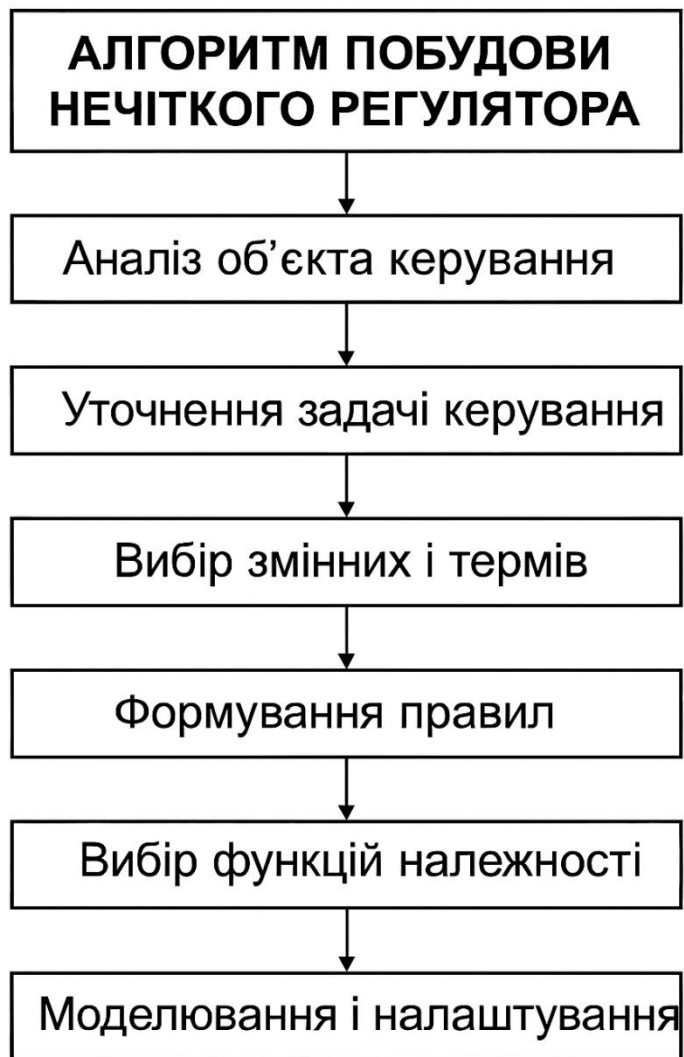 АЛГОРИТМ ПОБУДОВИ
НЕЧІТКОГО РЕГУЛЯТОРА
Аналіз об’єкта керування
Уточнення задачі керування
Вибір змінних і термів
Формування правил
Вибір функцій належності
Моделювання і налаштування